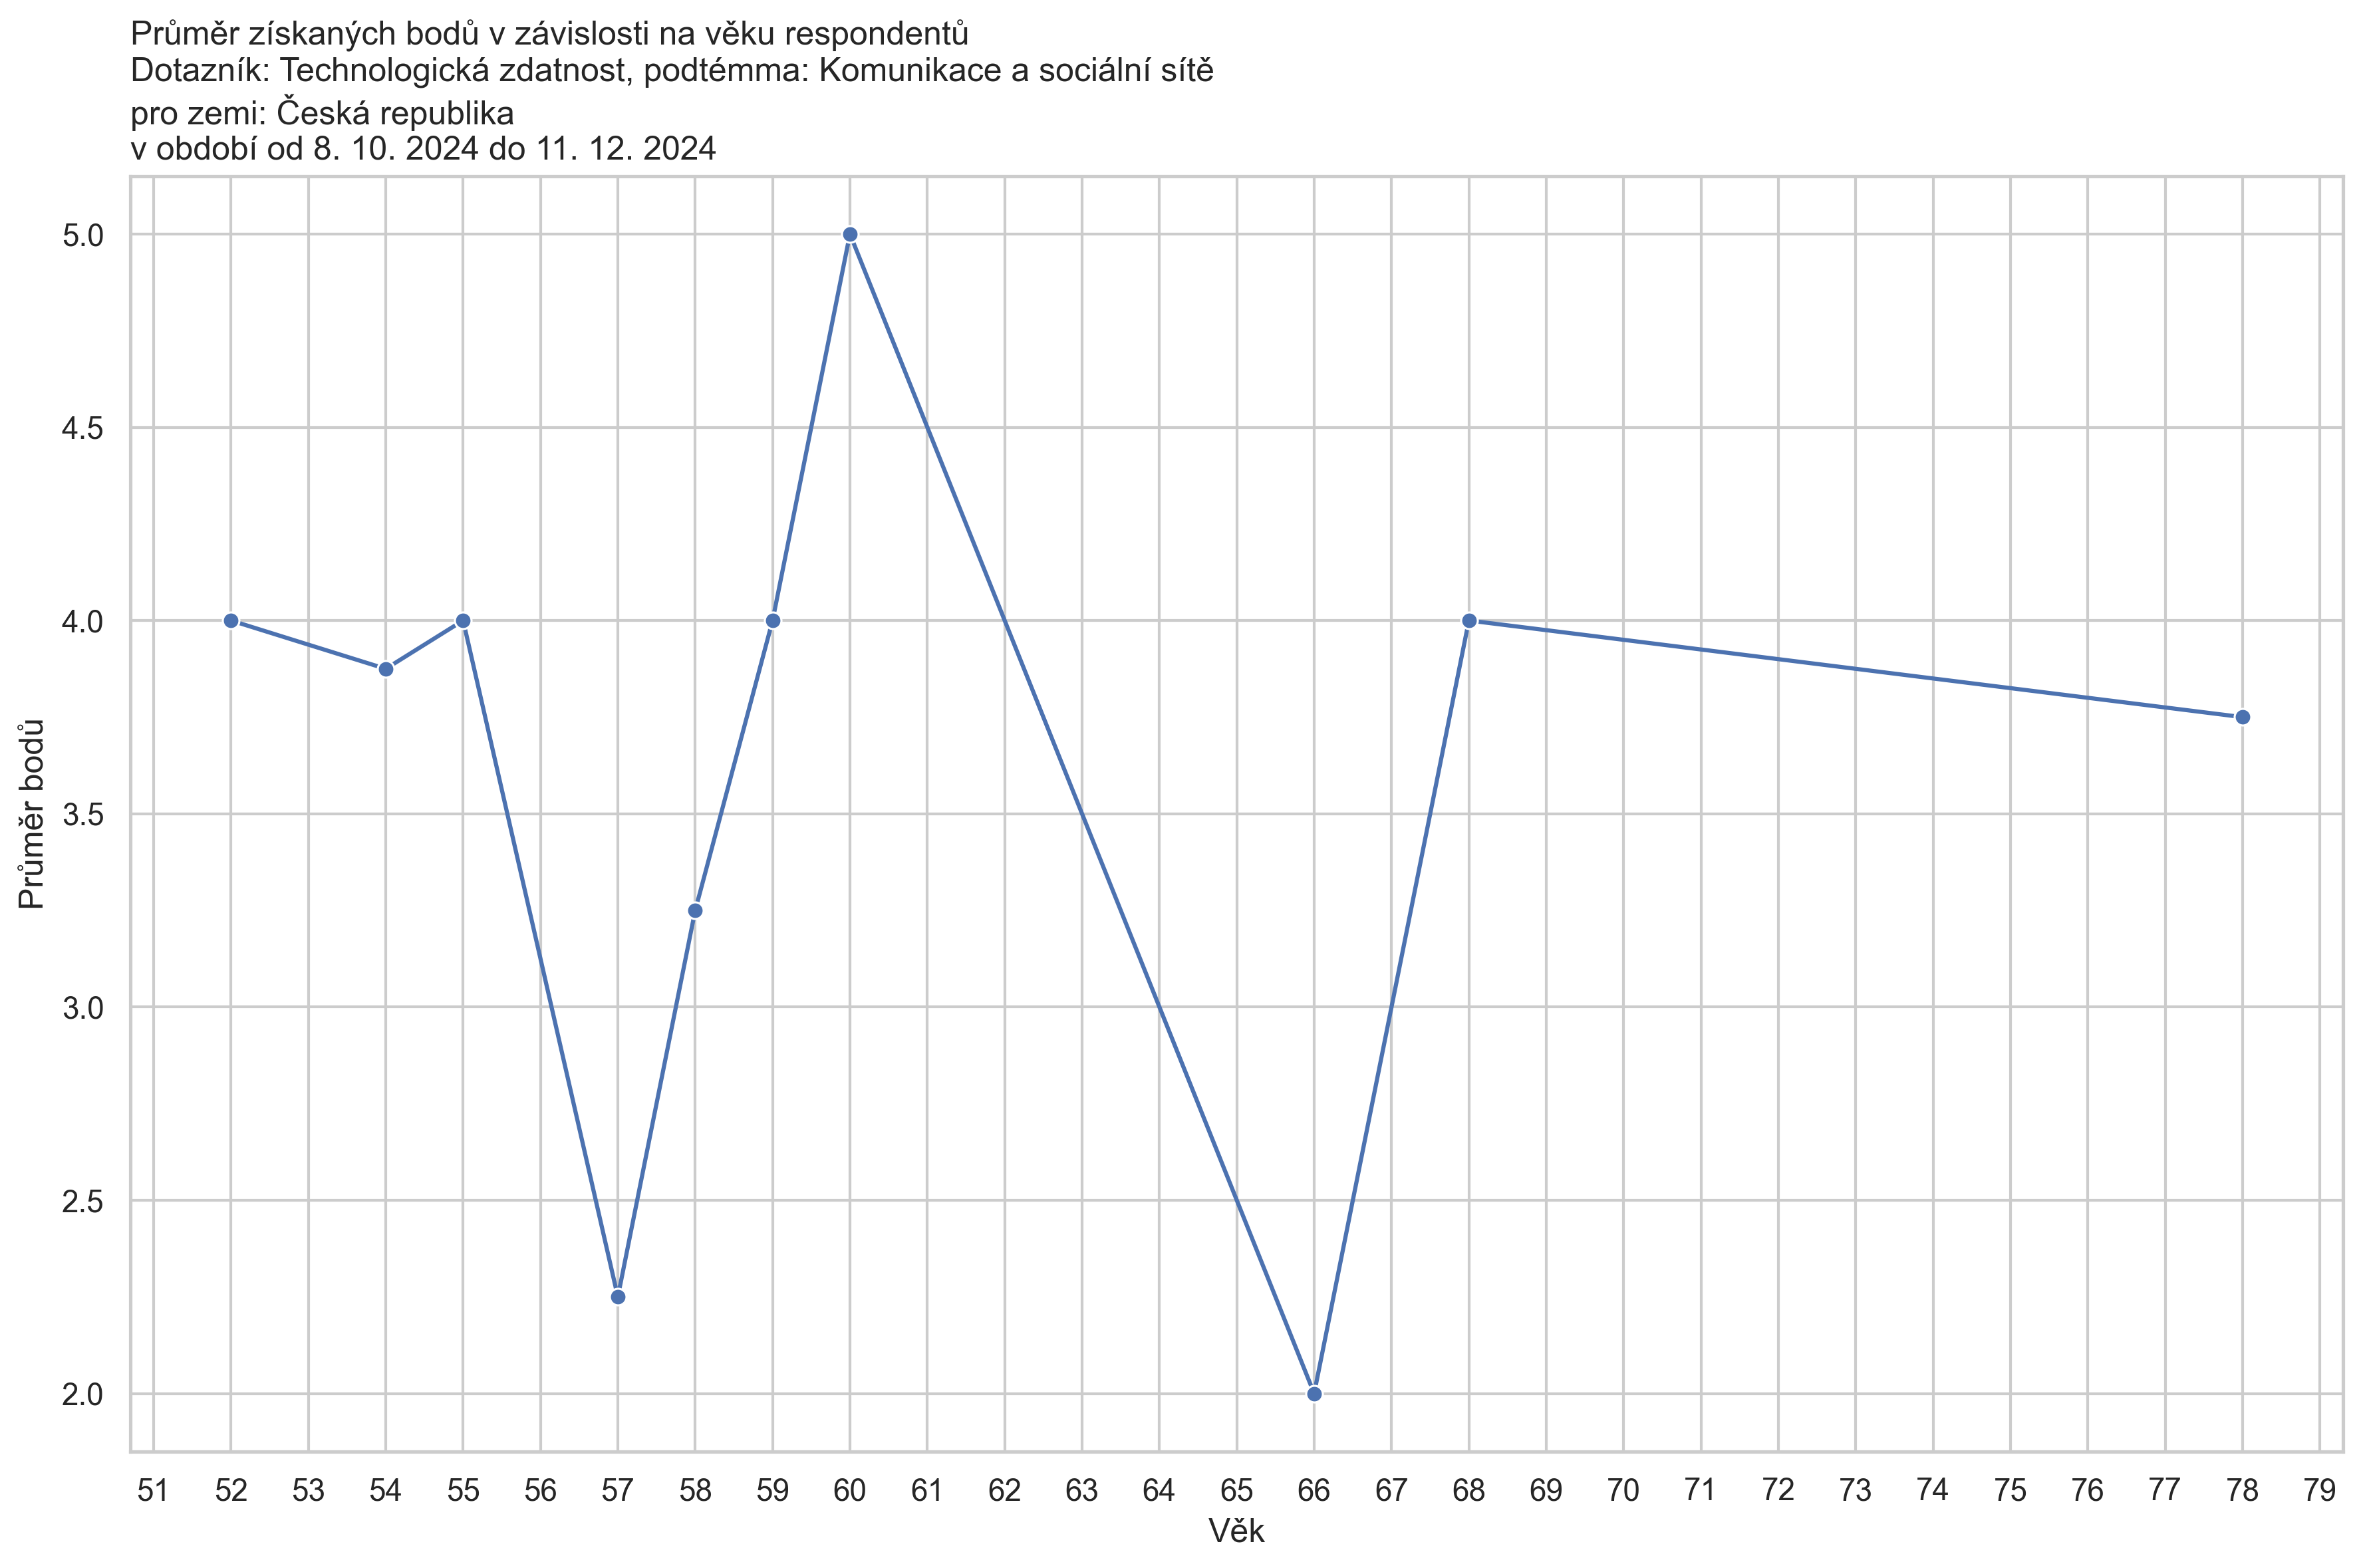 Průměr získaných bodů v závislosti na věku respondentů
Dotazník: Technologická zdatnost, podtémma: Komunikace a sociální sítě
pro zemi: Česká republika
v období od 8. 10. 2024 do 11. 12. 2024
Průměr bodů
5.0
4.5
4.0
3.5
3.0
2.5
2.0
51 52 53 54 55 56 57 58 59 60 61 62 63 64 65 66 67 68 69 70 71 72 73 74 75 76 77 78 79
Věk